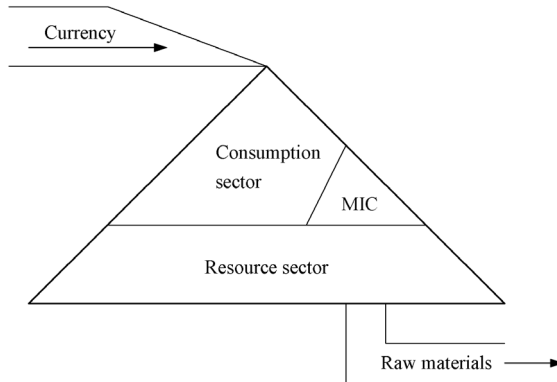 Currency
Consumption
sector
MIC
Resource sector
Raw materials